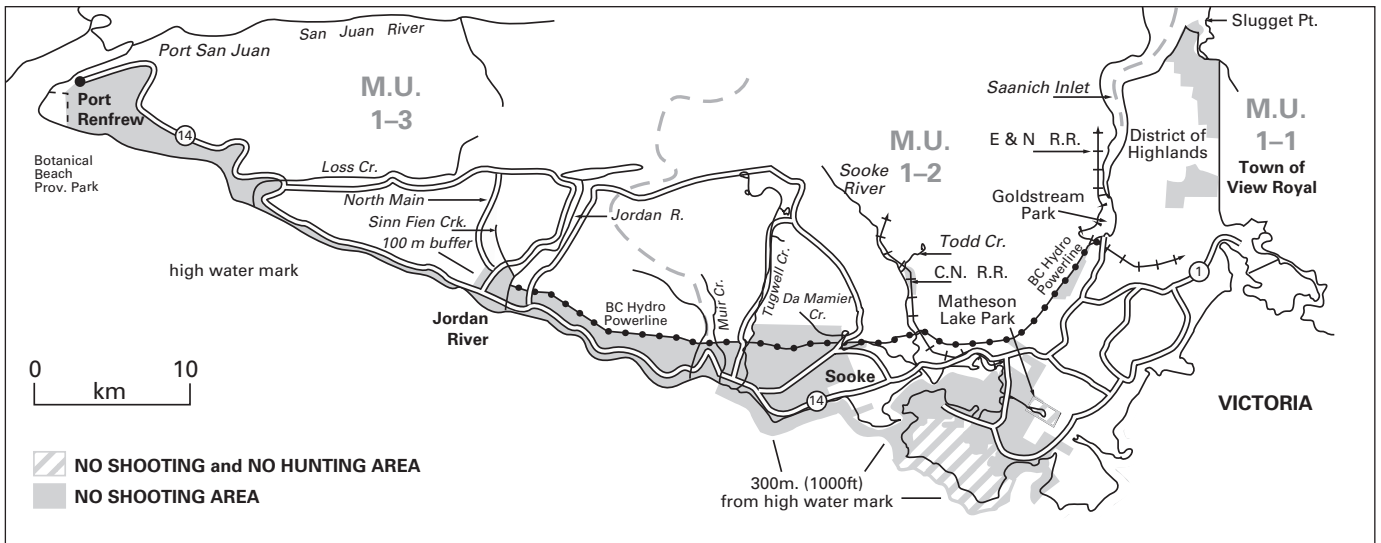 Slugget Pt.
San Juan River
Port San Juan
M.U.
1–3
Saanich Inlet
M.U.
1–1
Port
Renfrew
14
E & N R.R.
District of
Highlands
M.U.
1–2
Town of
View Royal
Botanical
Beach
Prov. Park
Loss Cr.
Sooke
River
North Main
Goldstream
Park
Jordan R.
Sinn Fien Crk.
100 m buffer
Todd Cr.
high water mark
C.N. R.R.
BC Hydro
Powerline
1
Tugwell Cr.
Muir Cr.
Da Mamier
Cr.
Matheson
Lake Park
BC Hydro
Powerline
Jordan
River
0 10
km
Sooke
14
VICTORIA
NO SHOOTING and NO HUNTING AREA
NO SHOOTING AREA
300m. (1000ft)
from high water mark